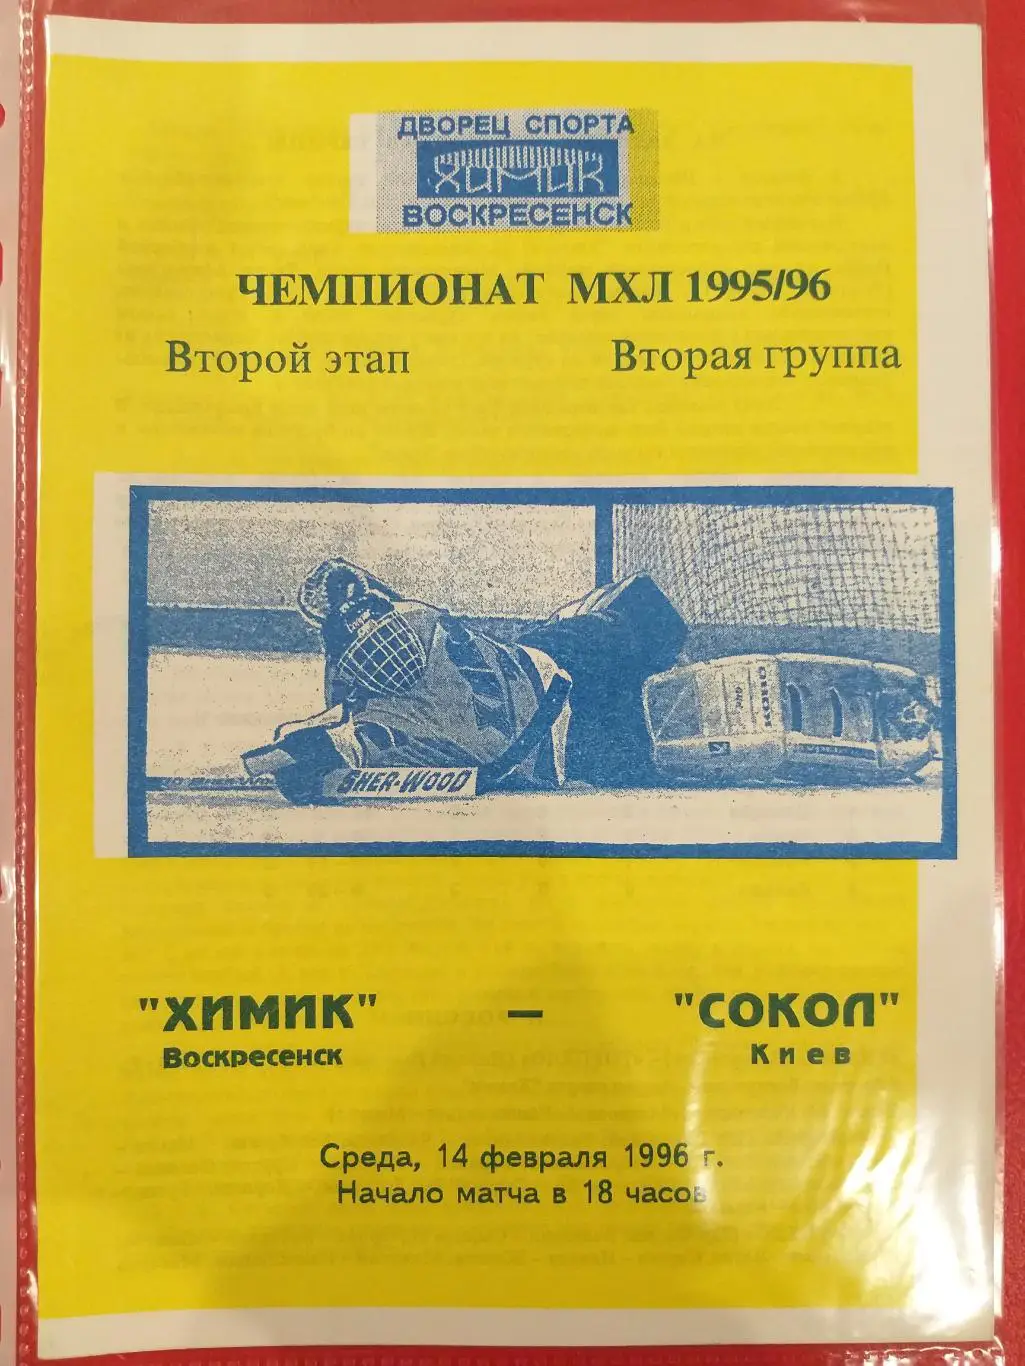 ДВОРЕЦ СПОРТА
ХИМИК
ВОСКРЕСЕНСК
ЧЕМПИОНАТ МХЛ 1995/96
Второй этап Вторая группа
KOHO
SHER-WOOD
"ХИМИК" — "СОКОЛ"
Воскресенск Киев
Среда, 14 февраля 1996 г.
Начало матча в 18 часов